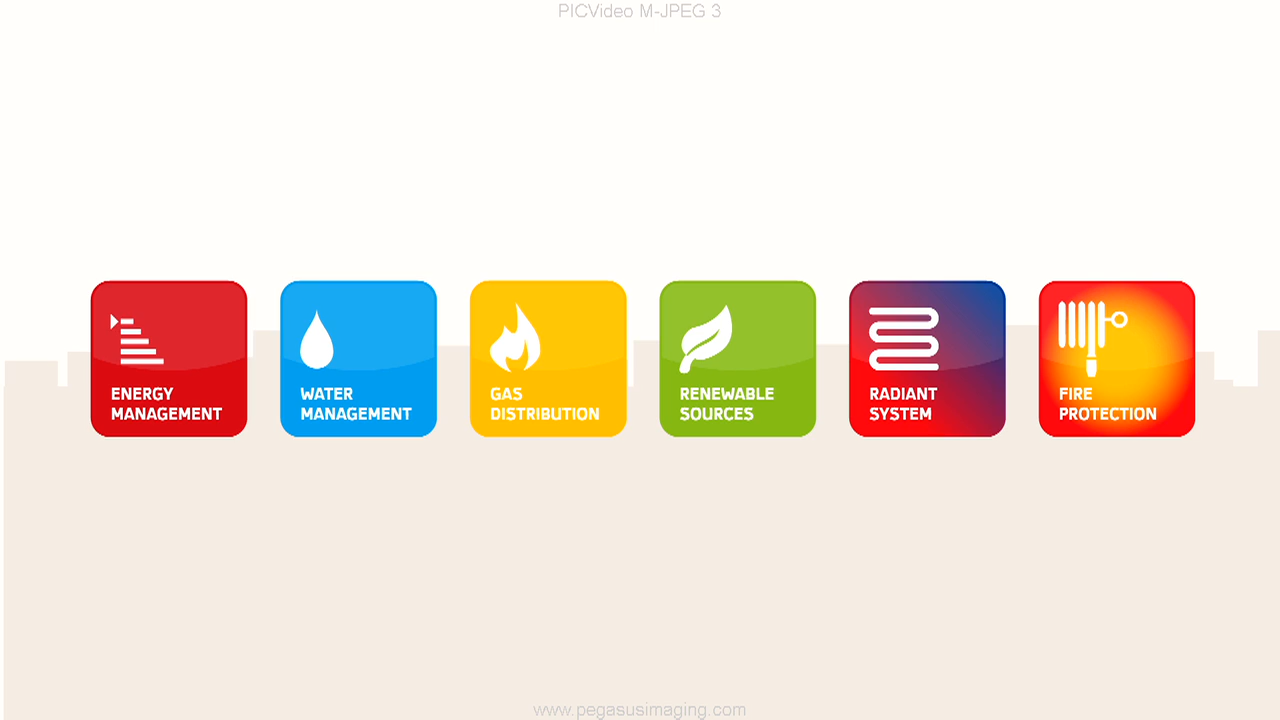 PICVideo M-JPEG 3
ENERGY
MANAGEMENT
WATER
MANAGEMENT
GAS
DISTRIBUTION
RENEWABLE
SOURCES
RADIANT
SYSTEM
FIRE
PROTECTION
www.pegasusimaging.com